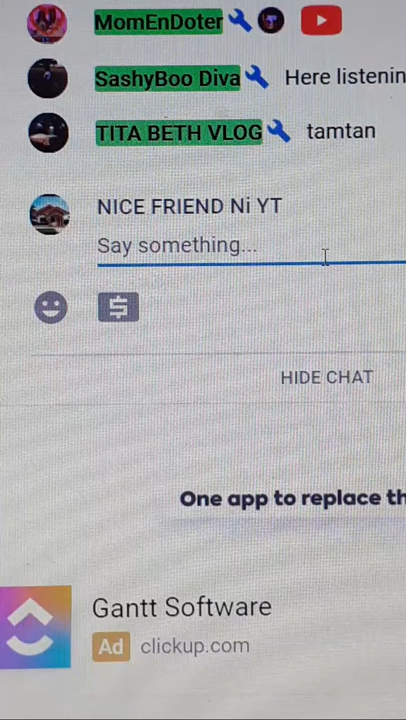 MomEnDoter
SashyBoo Diva Here listenin
TITA BETH VLOG tamtan
NICE FRIEND Ni YT
Say something...
$
HIDE CHAT
One app to replace th
Gantt Software
Ad clickup.com